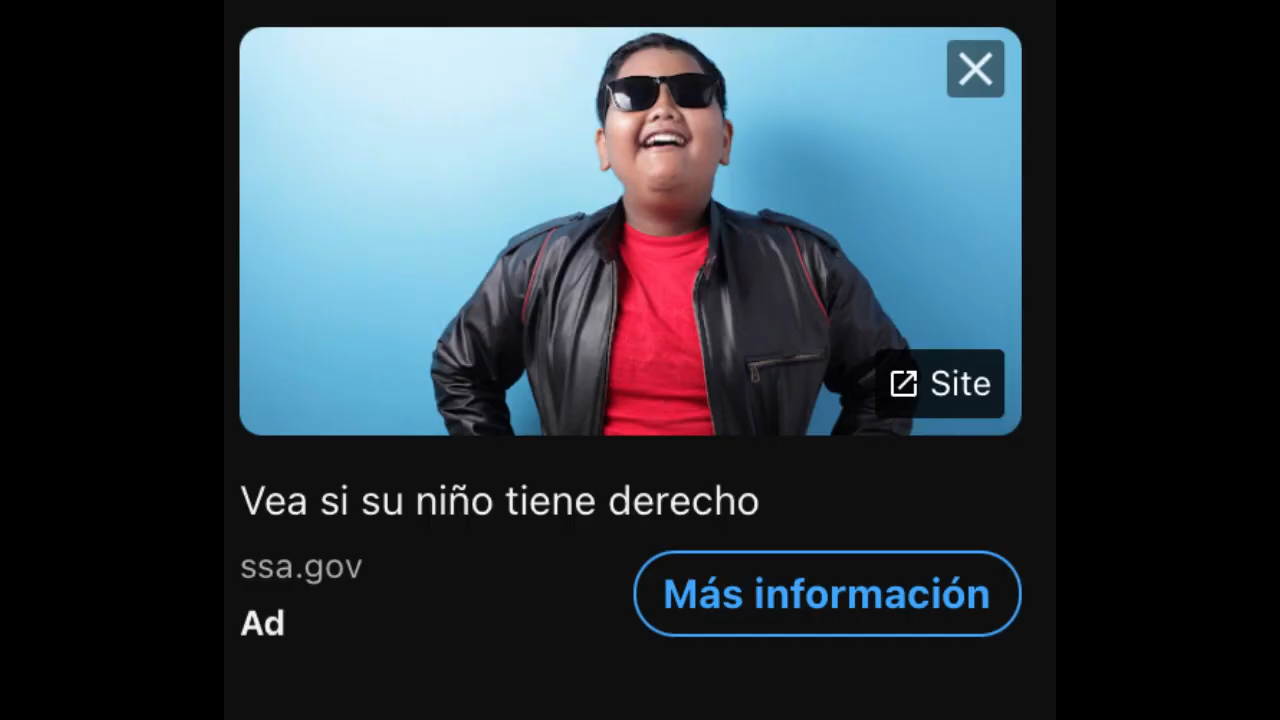 Site
Vea si su niño tiene derecho
ssa.gov
Ad
Más información